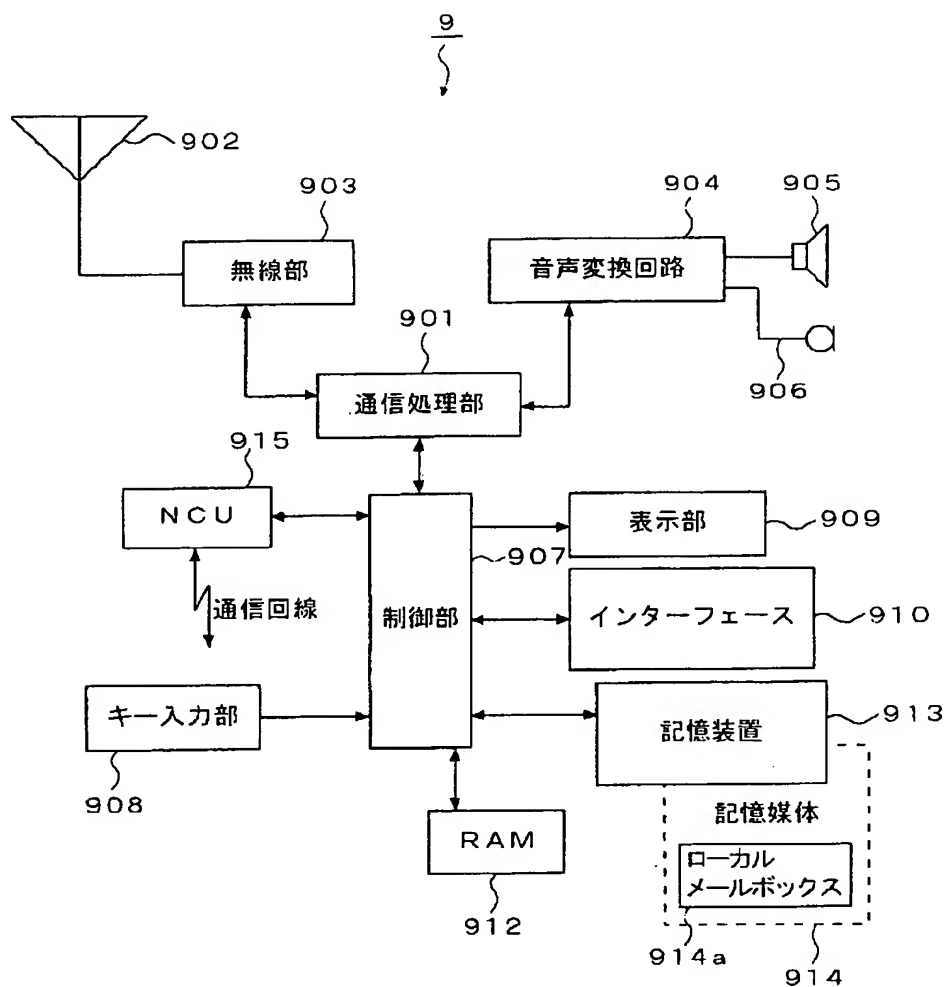 9
902
903
無線部
904
音声変換回路
905
906
901
通信処理部
915
NCU
通信回線
制御部
907
表示部
909
インターフェース
910
キー入力部
908
記憶装置
913
RAM
912
記憶媒体
ローカル
メールボックス
914a
914